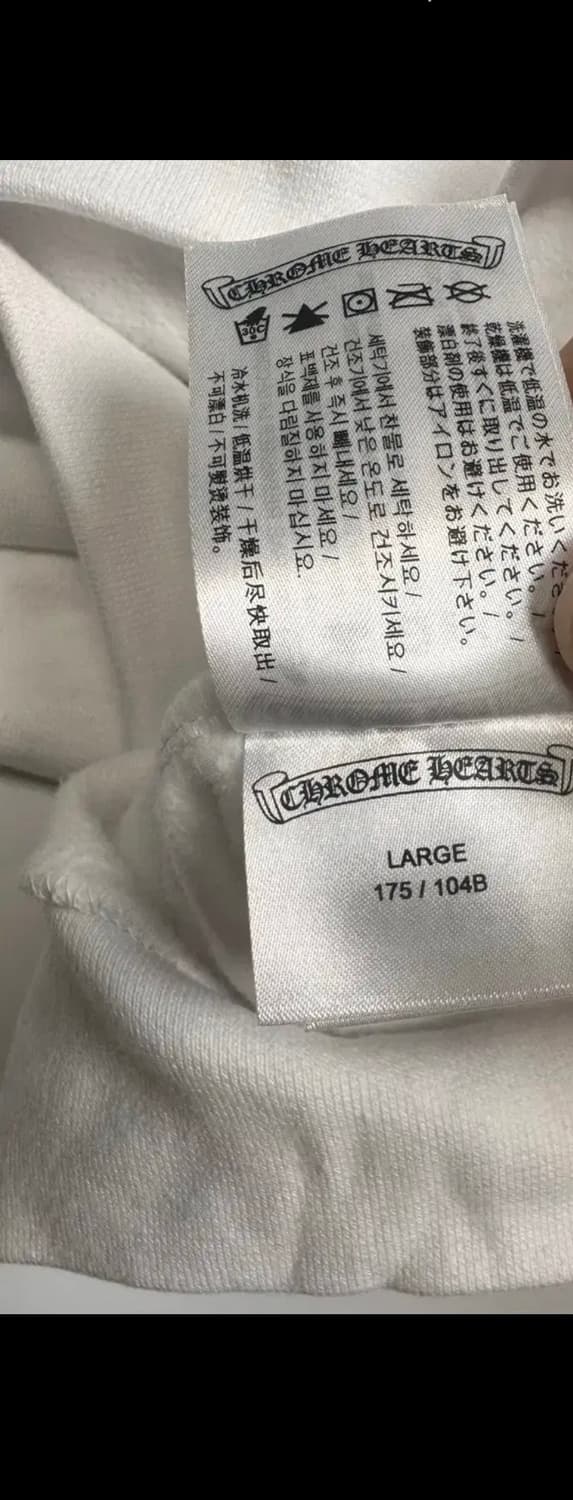 CHROME HEARTS
30C
洗濯機で低温の水でお洗いください。/
乾燥機は低温でご使用ください。/
終了後すぐに取り出してください。/
漂白剤の使用はお避けください。/
装飾部分はアイロンをお避け下さい。
세탁기에서 찬물로 세탁하세요 /
건조기에서 낮은 온도로 건조시키세요 /
건조 후 즉시 빼내세요 /
표백제를 사용하지 마세요 /
장식을 다림질하지 마십시요.
冷水机洗 / 低温烘干 / 干燥后尽快取出 /
不可漂白 / 不可熨烫装饰。
CHROME HEARTS
LARGE
175 / 104B